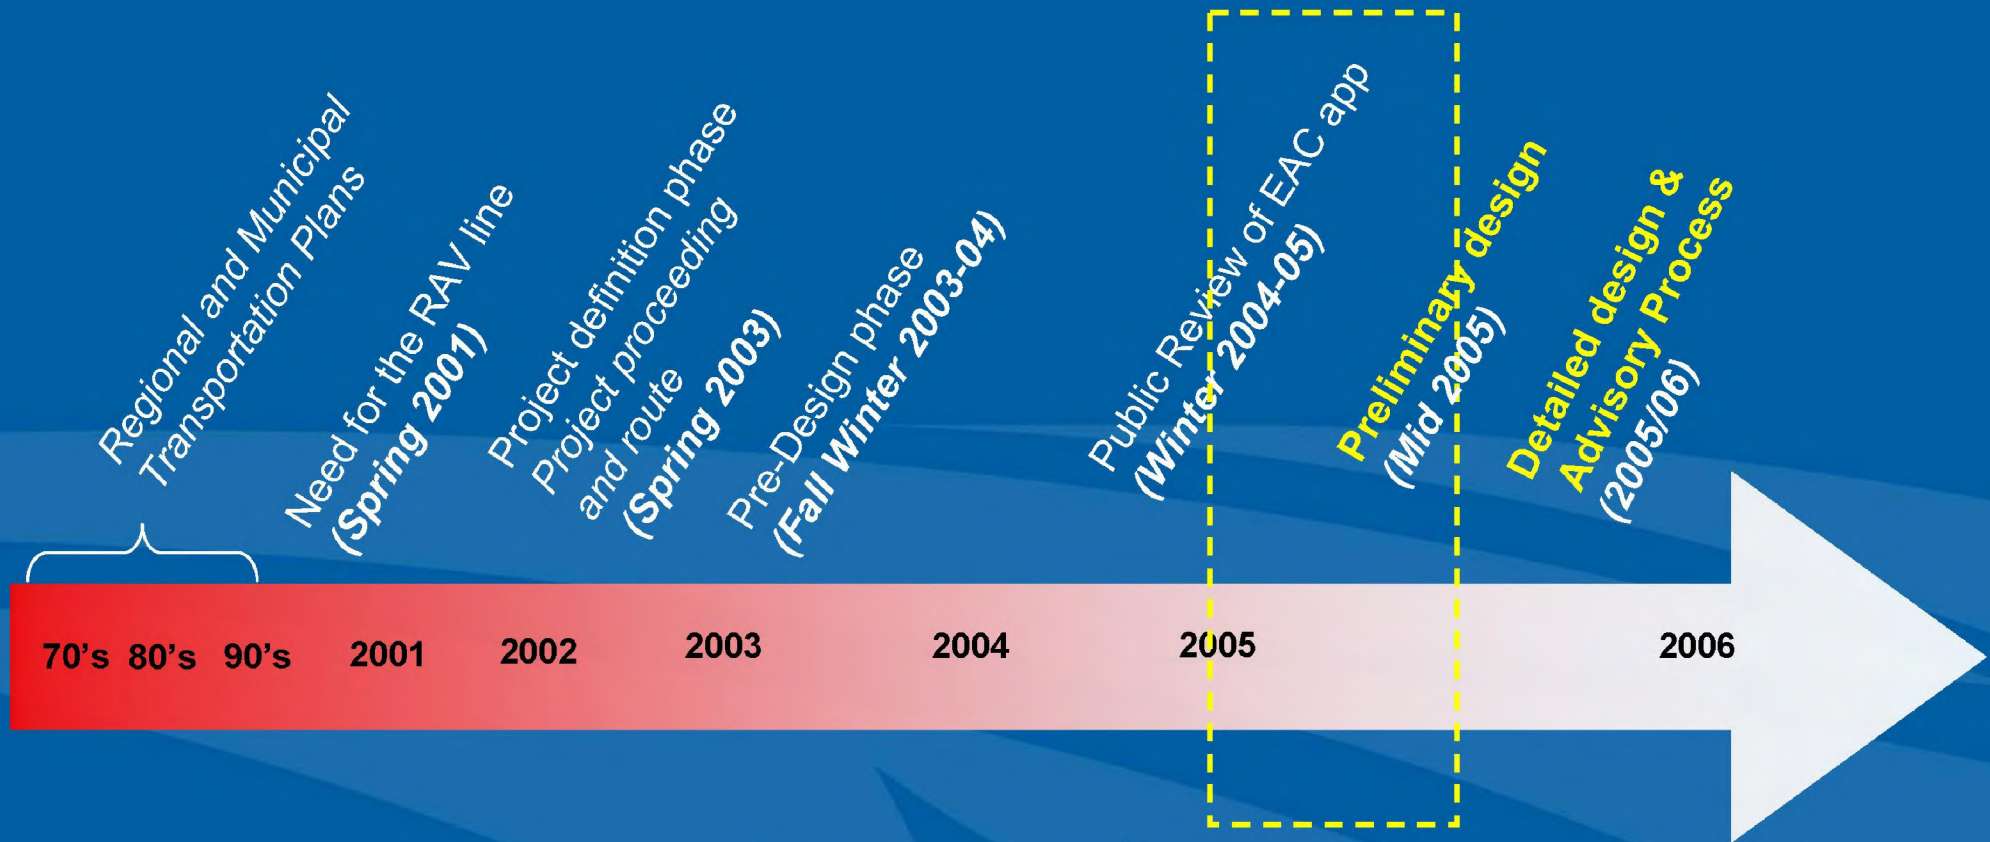 Regional and Municipal
Transportation Plans
Need for the RAV line
(Spring 2001)
Project definition phase
Project proceeding
and route
(Spring 2003)
Pre-Design phase
(Fall Winter 2003-04)
Public Review of EAC app
(Winter 2004-05)
Preliminary design
(Mid 2005)
Detailed design &
Advisory Process
(2005/06)
70's 80's 90's 2001 2002 2003 2004 2005 2006